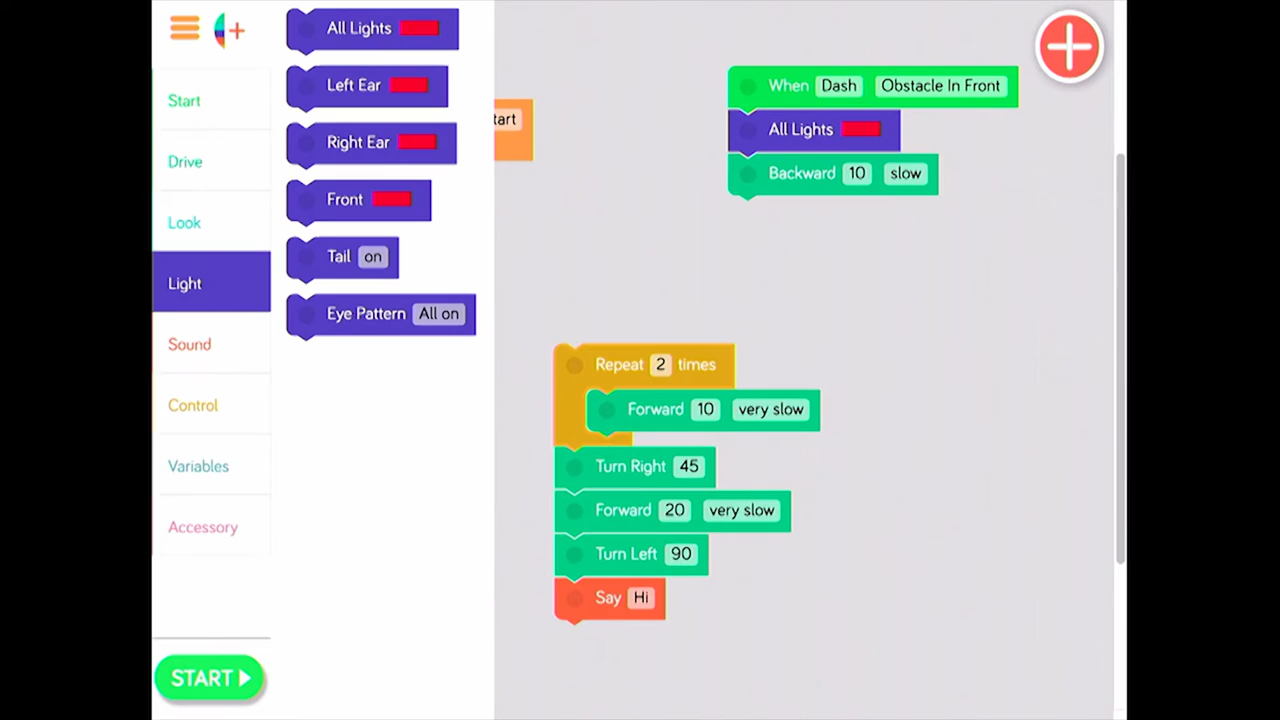 Start
Drive
Look
Light
Sound
Control
Variables
Accessory
START
All Lights
Left Ear
Right Ear
Front
Tail on
Eye Pattern All on
tart
When Dash Obstacle In Front
All Lights
Backward 10 slow
Repeat 2 times
Forward 10 very slow
Turn Right 45
Forward 20 very slow
Turn Left 90
Say Hi